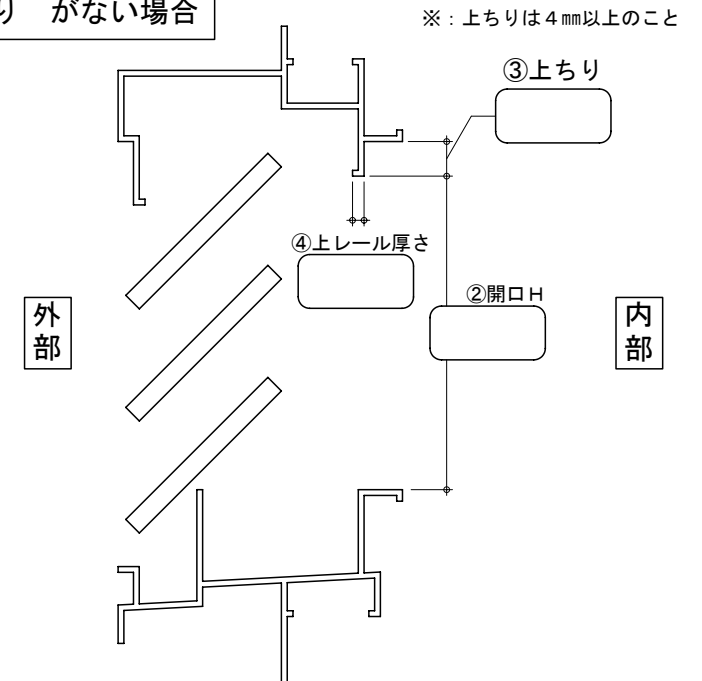 り がない場合
※：上ちりは４㎜以上のこと
③上ちり
④上レール厚さ
②開口Ｈ
外部
内部